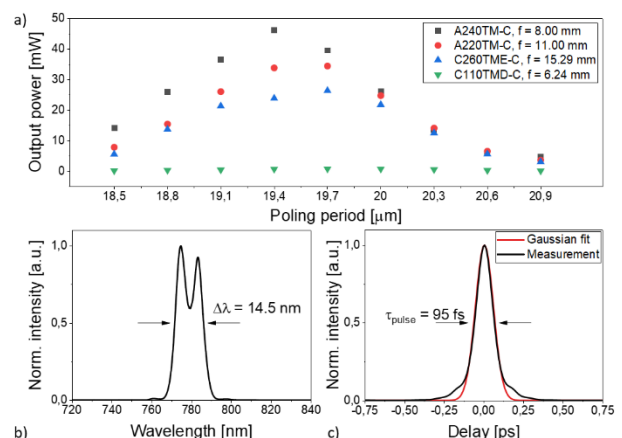 a)
Output power [mW]
50
40
30
20
10
0
A240TM-C, f = 8.00 mm
A220TM-C, f = 11.00 mm
C260TME-C, f = 15.29 mm
C110TMD-C, f = 6.24 mm
18,5 18,8 19,1 19,4 19,7 20 20,3 20,6 20,9
Poling period [μm]
Norm. intensity [a.u.]
1,0
0,5
0,0
Δλ = 14.5 nm
720 740 760 780 800 820 840
b) Wavelength [nm]
Norm. intensity [a.u.]
1,0
0,5
0,0
Gaussian fit
Measurement
τpulse = 95 fs
-0,75 -0,50 -0,25 0,00 0,25 0,50 0,75
c) Delay [ps]